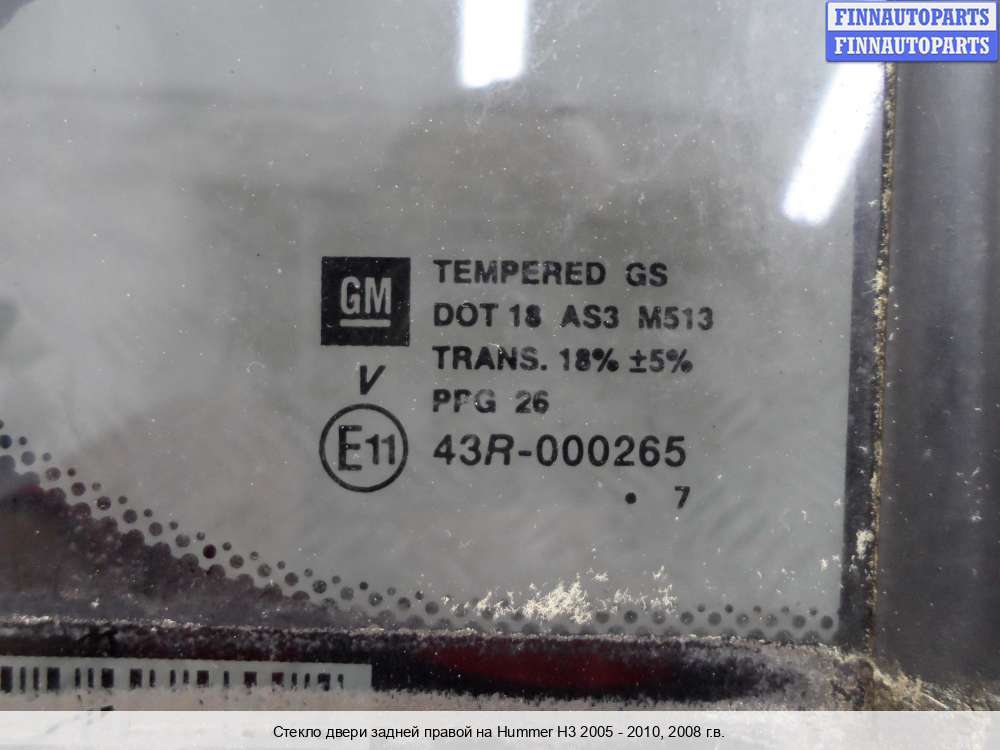 FINNAUTOPARTS
FINNAUTOPARTS
GM
TEMPERED GS
DOT 18 AS3 M513
TRANS. 18% ±5%
V
PPG 26
E11
43R-000265
. 7
Стекло двери задней правой на Hummer H3 2005 - 2010, 2008 г.в.